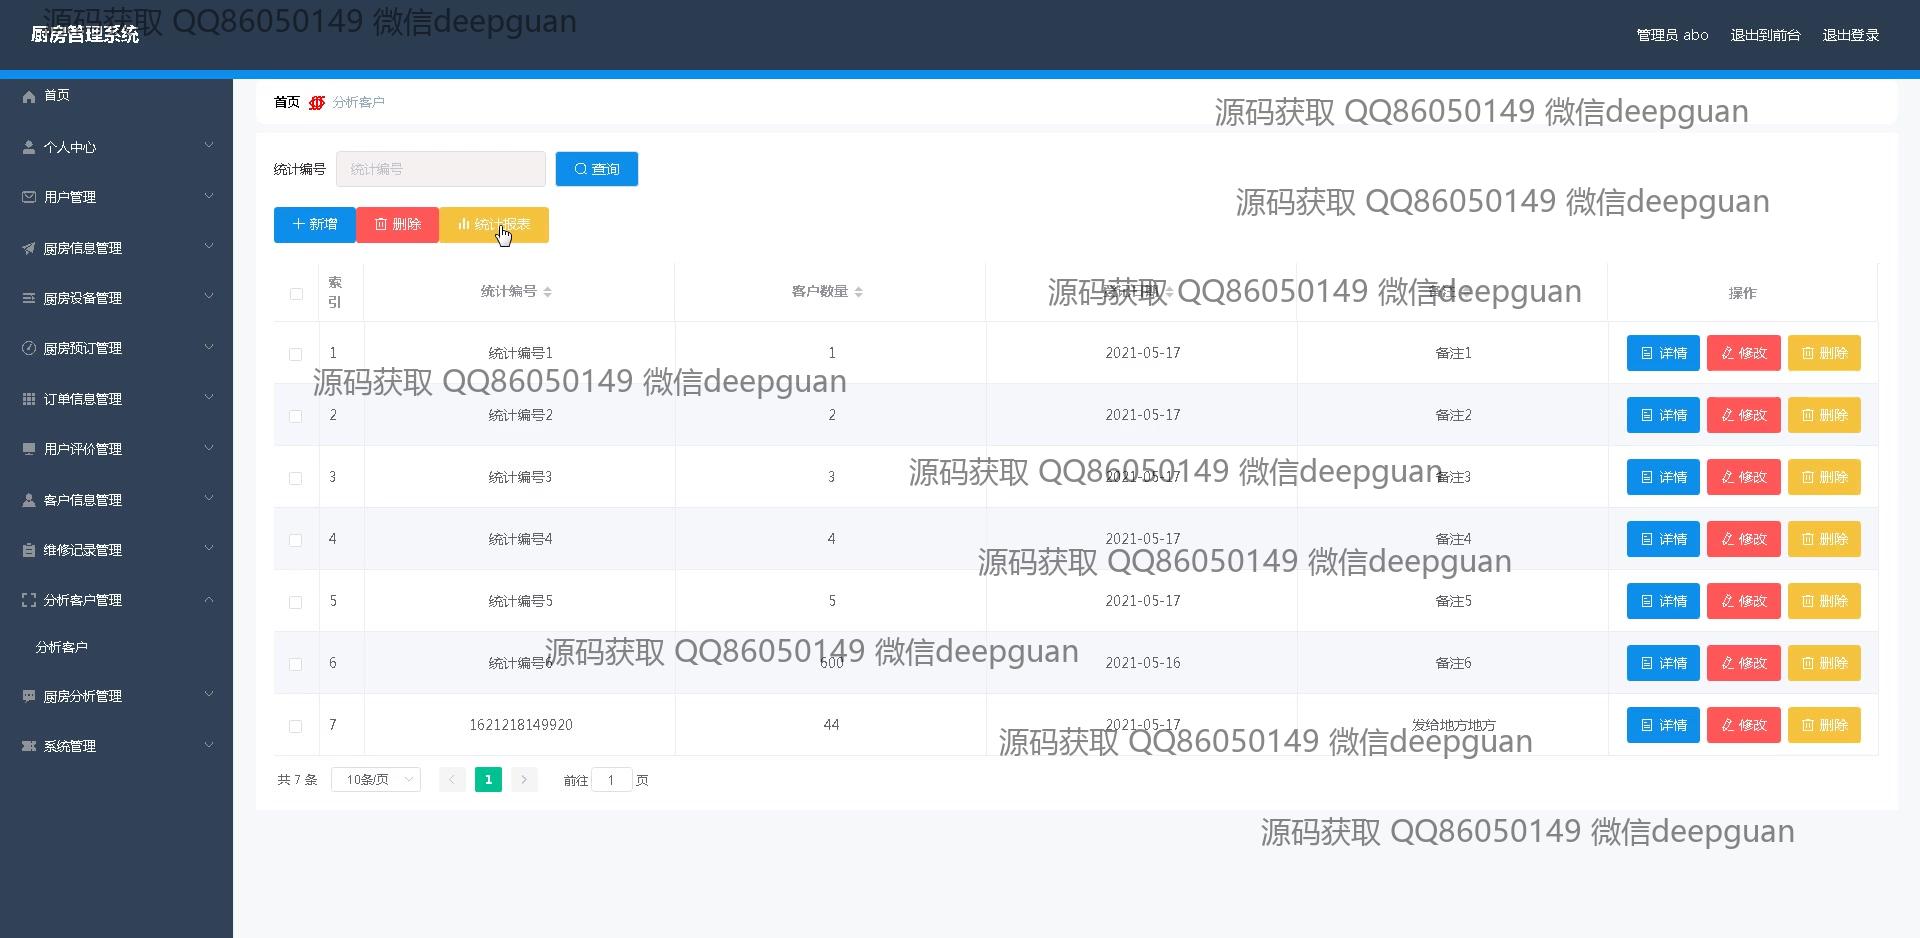 厨房管理系统
源码获取 QQ86050149 微信deepguan
管理员 abo 退出到前台 退出登录
首页
个人中心
用户管理
厨房信息管理
厨房设备管理
厨房预订管理
订单信息管理
用户评价管理
客户信息管理
维修记录管理
分析客户管理
分析客户
厨房分析管理
系统管理
首页 分析客户
源码获取 QQ86050149 微信deepguan
统计编号 统计编号 查询
源码获取 QQ86050149 微信deepguan
新增 删除 统计报表
索引 统计编号 客户数量 备注 操作
源码获取 QQ86050149 微信deepguan
1 统计编号1 1 2021-05-17 备注1 详情 修改 删除
源码获取 QQ86050149 微信deepguan
2 统计编号2 2 2021-05-17 备注2 详情 修改 删除
3 统计编号3 3 2021-05-17 备注3 详情 修改 删除
源码获取 QQ86050149 微信deepguan
4 统计编号4 4 2021-05-17 备注4 详情 修改 删除
源码获取 QQ86050149 微信deepguan
5 统计编号5 5 2021-05-17 备注5 详情 修改 删除
源码获取 QQ86050149 微信deepguan
6 统计编号6 600 2021-05-16 备注6 详情 修改 删除
7 1621218149920 44 2021-05-17 发给地方地方 详情 修改 删除
源码获取 QQ86050149 微信deepguan
共 7 条 10条/页 1 前往 1 页
源码获取 QQ86050149 微信deepguan